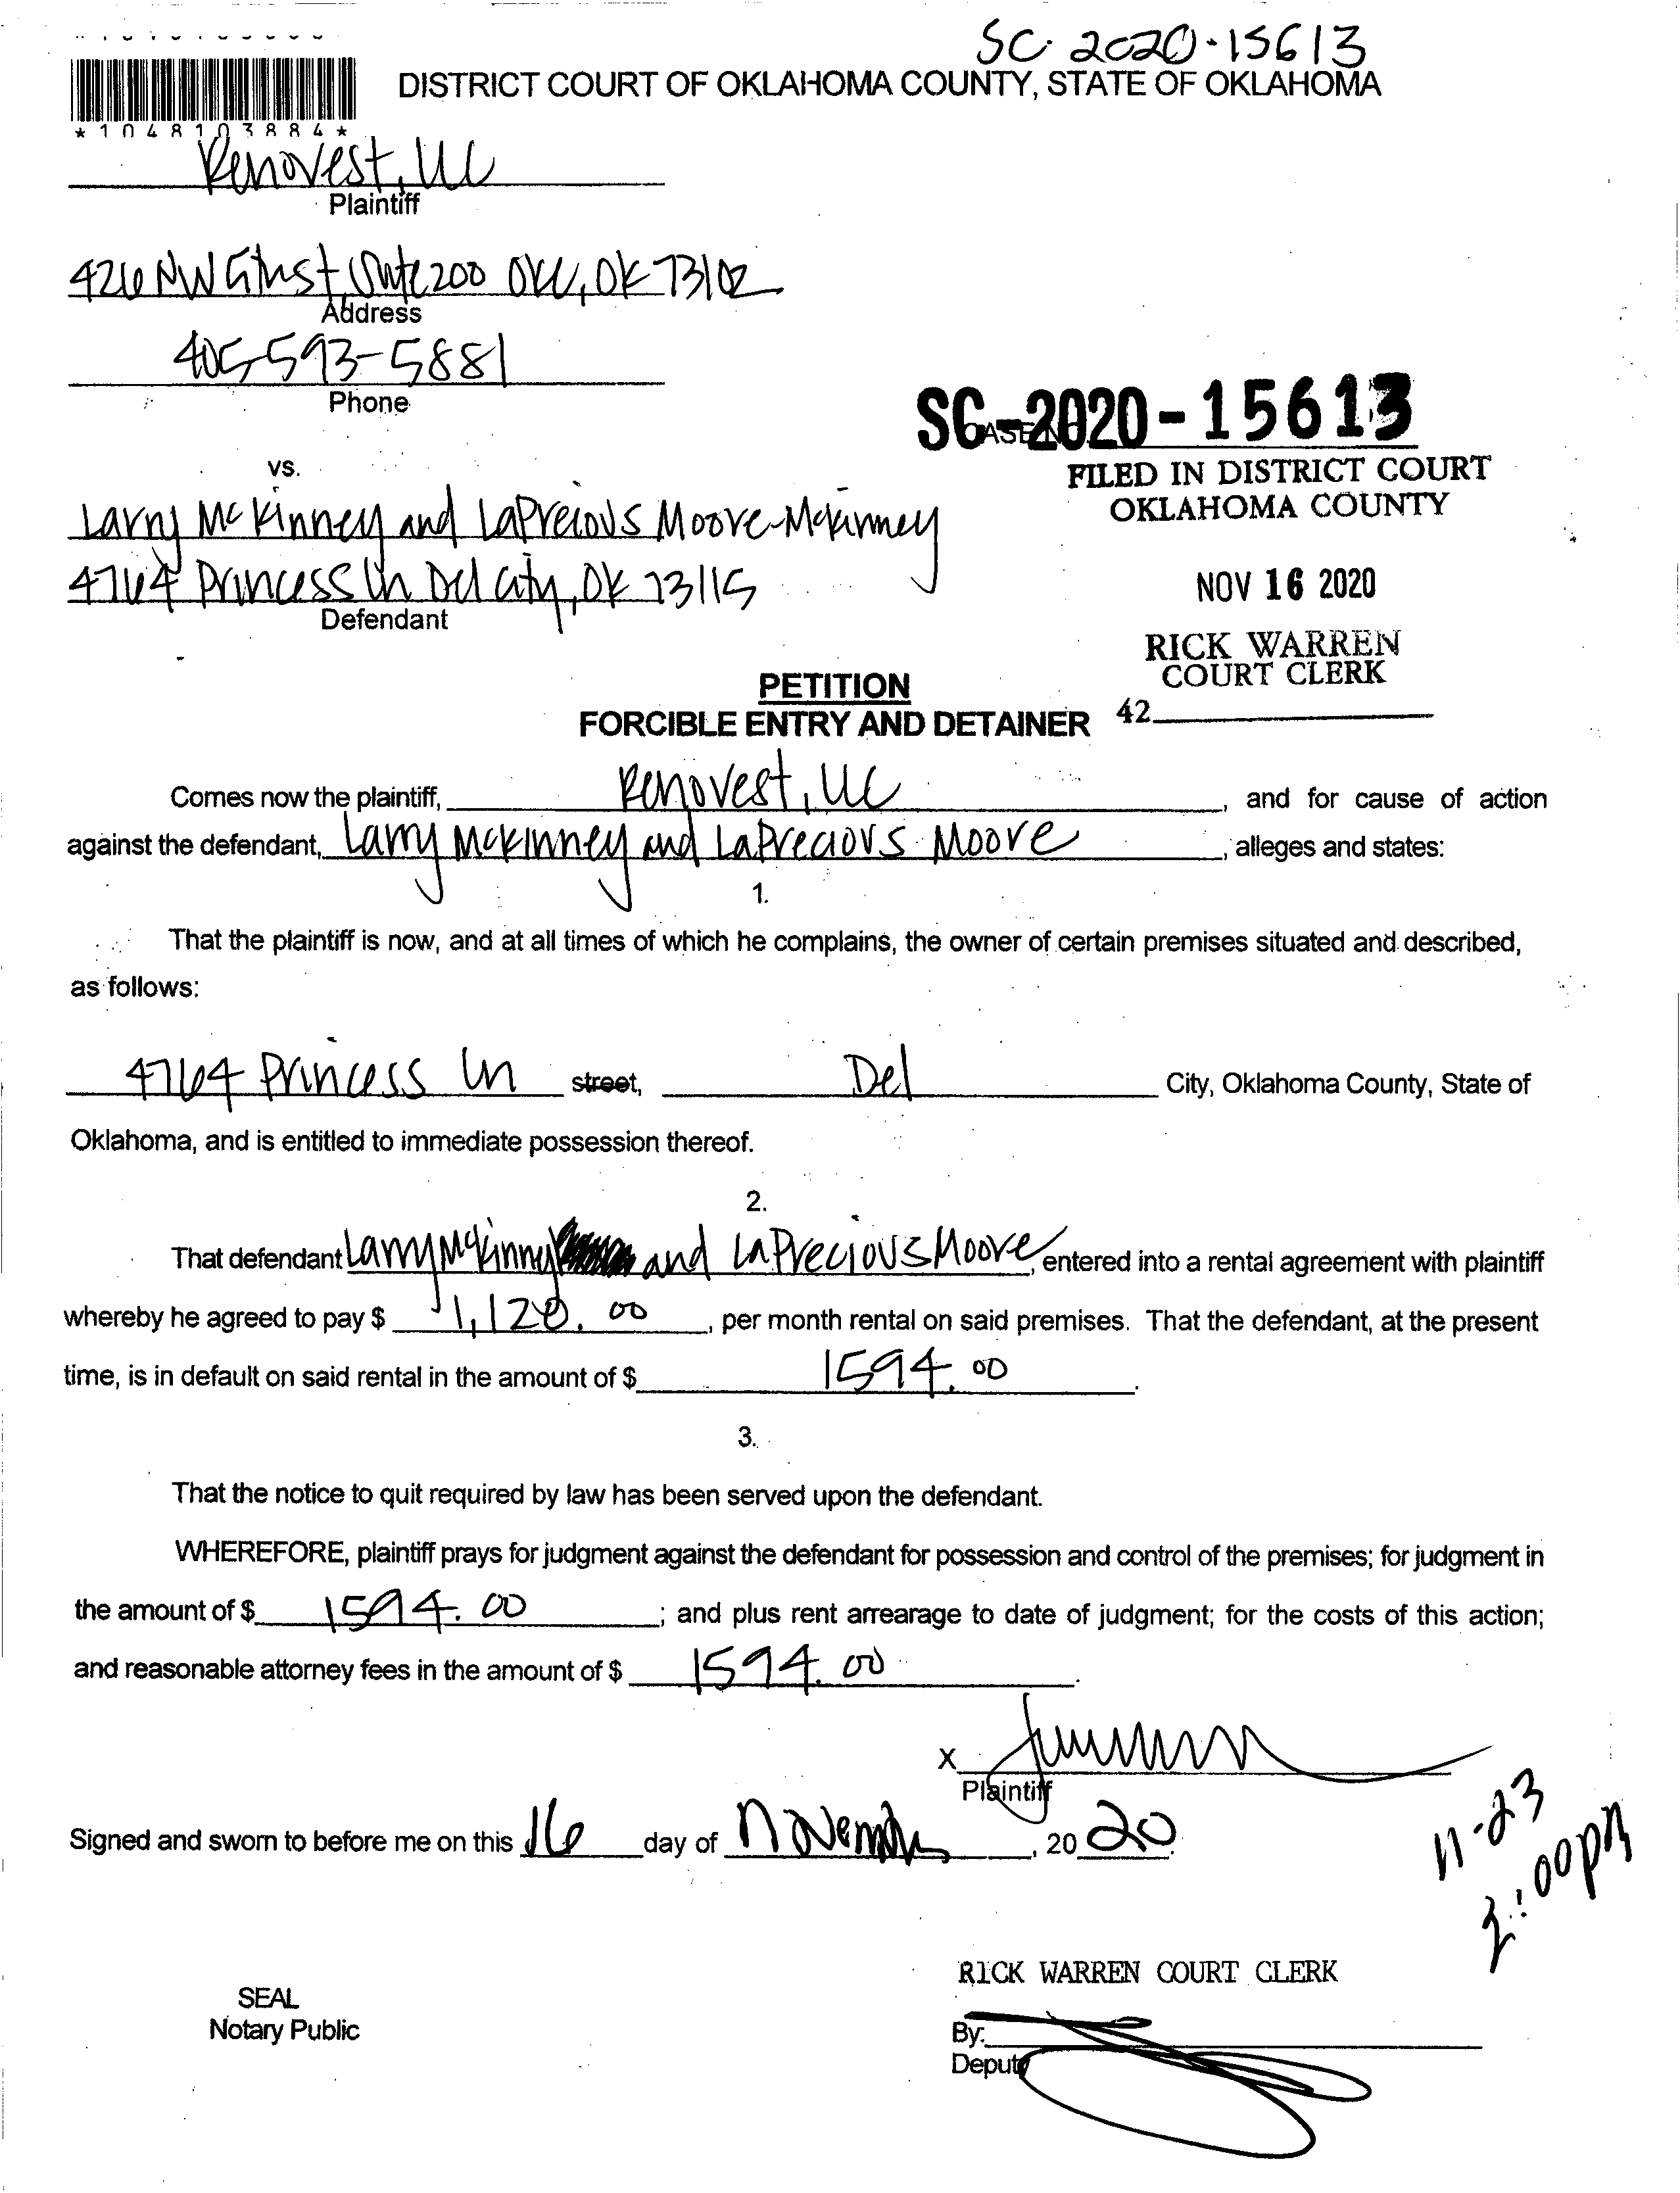 SC-2020-15613
DISTRICT COURT OF OKLAHOMA COUNTY, STATE OF OKLAHOMA
*1048103884*
Renovest, LLC
Plaintiff
426 NW 5th St Suite 200 OKC, OK 73102
Address
405-593-5881
Phone
SC-2020-15613
CASE NO.
FILED IN DISTRICT COURT
OKLAHOMA COUNTY
vs.
Larry McKinney and LaPrecious Moore-McKinney
NOV 16 2020
4764 Princess Ln Del City, OK 73115
Defendant
RICK WARREN
COURT CLERK
42
PETITION
FORCIBLE ENTRY AND DETAINER
Comes now the plaintiff, Renovest, LLC, and for cause of action
against the defendant, Larry McKinney and LaPrecious Moore, alleges and states:
1.
That the plaintiff is now, and at all times of which he complains, the owner of certain premises situated and described,
as follows:
4764 Princess Ln street, Del City, Oklahoma County, State of
Oklahoma, and is entitled to immediate possession thereof.
2.
That defendant Larry McKinny and LaPrecious Moore, entered into a rental agreement with plaintiff
whereby he agreed to pay $ 1,120.00, per month rental on said premises. That the defendant, at the present
time, is in default on said rental in the amount of $ 1594.00.
3.
That the notice to quit required by law has been served upon the defendant.
WHEREFORE, plaintiff prays for judgment against the defendant for possession and control of the premises; for judgment in
the amount of $ 1594.00; and plus rent arrearage to date of judgment; for the costs of this action;
and reasonable attorney fees in the amount of $ 1594.00.
X
Plaintiff
Signed and sworn to before me on this 16 day of November, 2020.
11-23
2:00pm
RICK WARREN COURT CLERK
SEAL
Notary Public
By:
Deputy